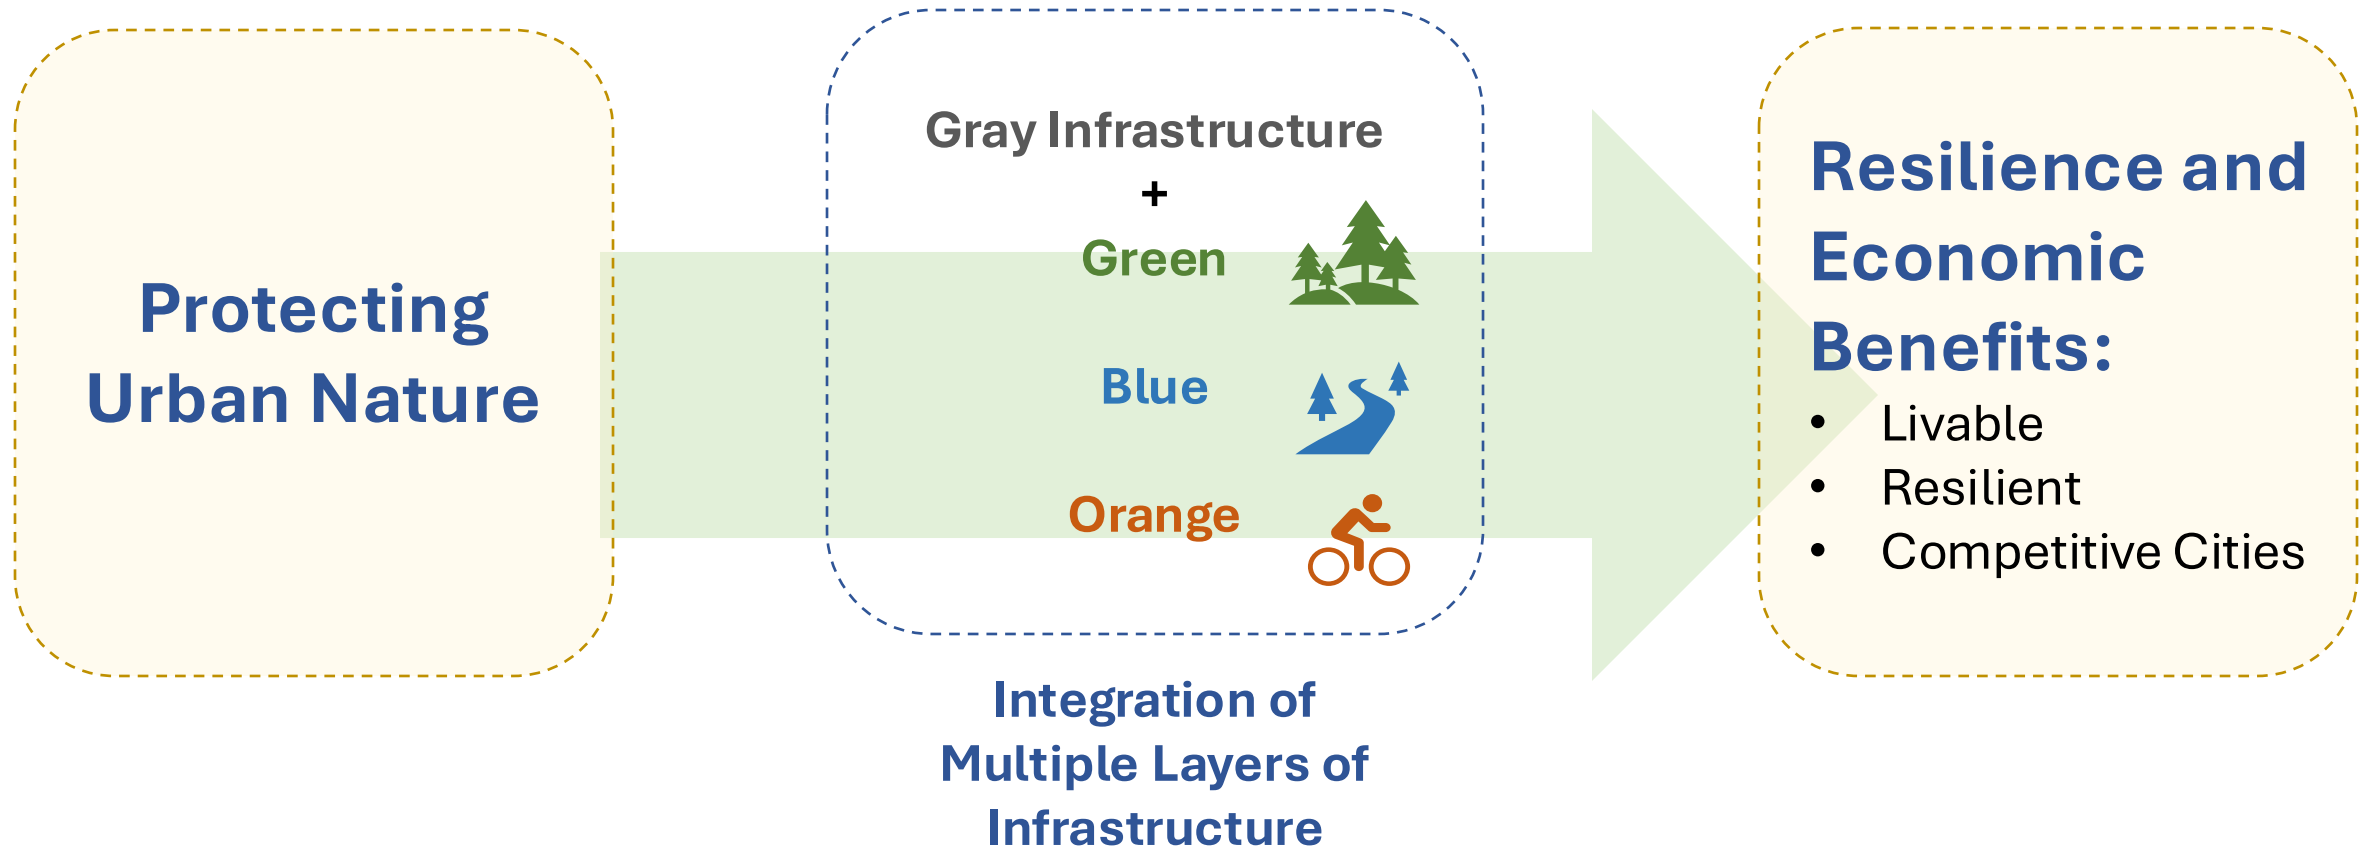 Protecting
Urban Nature
Gray Infrastructure
+
Green
Blue
Orange
Integration of
Multiple Layers of
Infrastructure
Resilience and
Economic
Benefits:
• Livable
• Resilient
• Competitive Cities